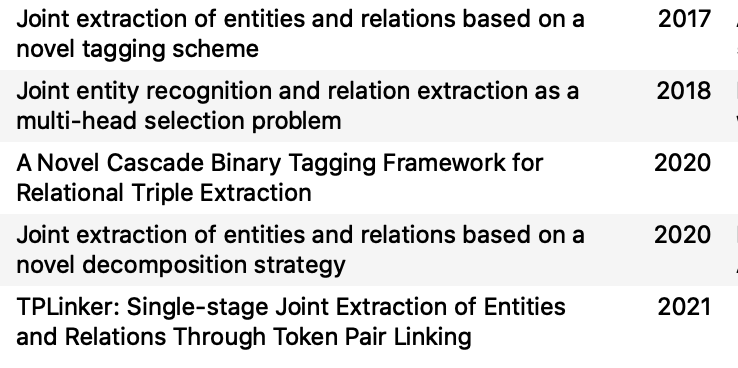 Joint extraction of entities and relations based on a 2017
novel tagging scheme
Joint entity recognition and relation extraction as a 2018
multi-head selection problem
A Novel Cascade Binary Tagging Framework for 2020
Relational Triple Extraction
Joint extraction of entities and relations based on a 2020
novel decomposition strategy
TPLinker: Single-stage Joint Extraction of Entities 2021
and Relations Through Token Pair Linking